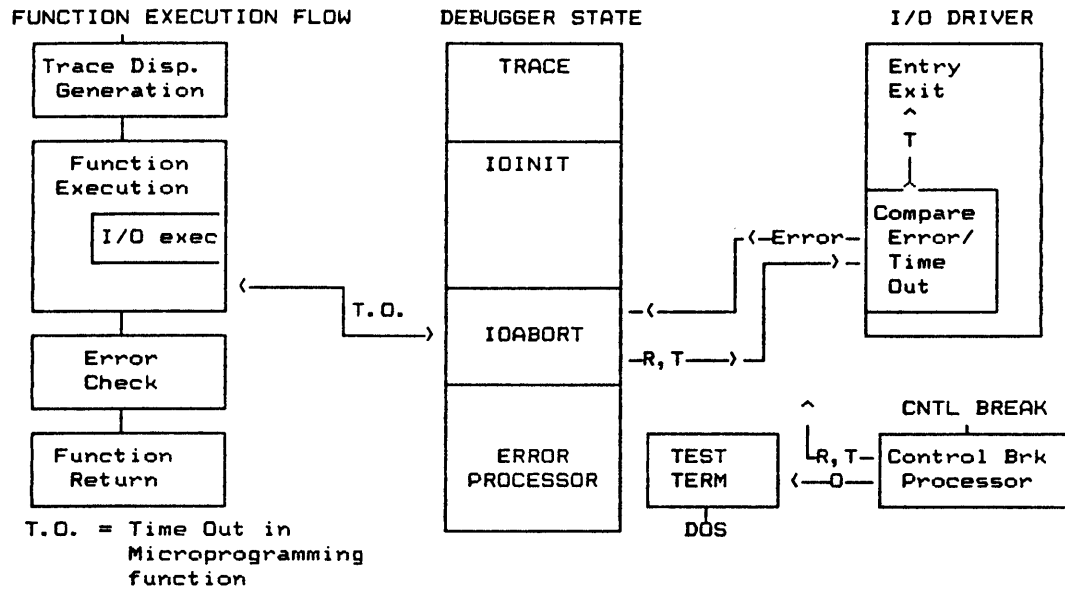 FUNCTION EXECUTION FLOW
DEBUGGER STATE
I/O DRIVER
Trace Disp.
Generation
Function
Execution
I/O exec
Error
Check
Function
Return
T.O. = Time Out in
Microprogramming
function
T.O.
TRACE
IOINIT
IOABORT
ERROR
PROCESSOR
Entry
Exit
T
Compare
Error/
Time
Out
Error
R,T
CNTL BREAK
R,T
Control Brk
Processor
O
TEST
TERM
DOS